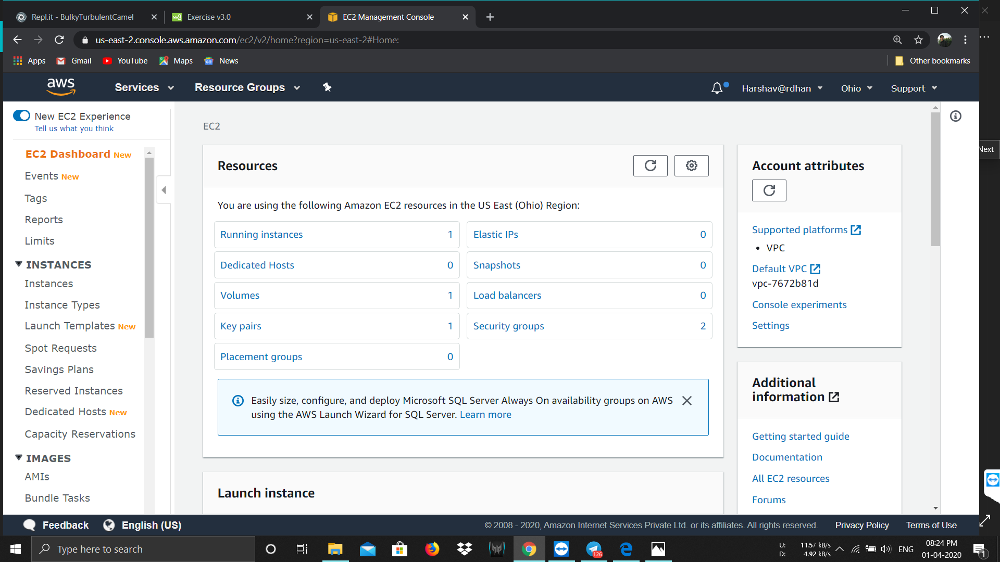 Repl.it - BulkyTurbulentCamel
Exercise v3.0
EC2 Management Console
us-east-2.console.aws.amazon.com/ec2/v2/home?region=us-east-2#Home:
Apps
Gmail
YouTube
Maps
News
Other bookmarks
aws
Services
Resource Groups
Harshav@rdhan
Ohio
Support
New EC2 Experience
Tell us what you think
EC2 Dashboard New
Events New
Tags
Reports
Limits
INSTANCES
Instances
Instance Types
Launch Templates New
Spot Requests
Savings Plans
Reserved Instances
Dedicated Hosts New
Capacity Reservations
IMAGES
AMIs
Bundle Tasks
EC2
Resources
You are using the following Amazon EC2 resources in the US East (Ohio) Region:
Running instances 1
Elastic IPs 0
Dedicated Hosts 0
Snapshots 0
Volumes 1
Load balancers 0
Key pairs 1
Security groups 2
Placement groups 0
Easily size, configure, and deploy Microsoft SQL Server Always On availability groups on AWS
using the AWS Launch Wizard for SQL Server. Learn more
Launch instance
Account attributes
Supported platforms
• VPC
Default VPC
vpc-7672b81d
Console experiments
Settings
Additional
information
Getting started guide
Documentation
All EC2 resources
Forums
Next
Feedback
English (US)
© 2008 - 2020, Amazon Internet Services Private Ltd. or its affiliates. All rights reserved.
Privacy Policy
Terms of Use
Type here to search
126
U: 11.57 kB/s
D: 4.92 kB/s
ENG
08:24 PM
01-04-2020
1